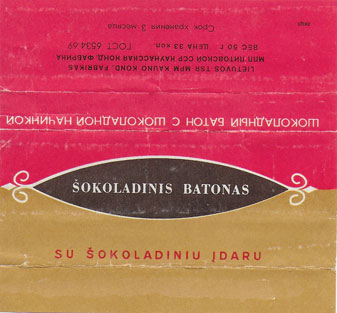 ŠOKOLADINIS BATONAS
SU ŠOKOLADINIU ĮDARU
ШОКОЛАДНЫЙ БАТОН С ШОКОЛАДНОЙ НАЧИНКОЙ
LIETUVOS TSR MPM KAUNO KOND. FABRIKAS
МПП ЛИТОВСКОЙ ССР КАУНАССКАЯ КОНД. ФАБРИКА
ВЕС 50 г ЦЕНА 33 коп. ГОСТ 6534-69
Срок хранения 3 месяца